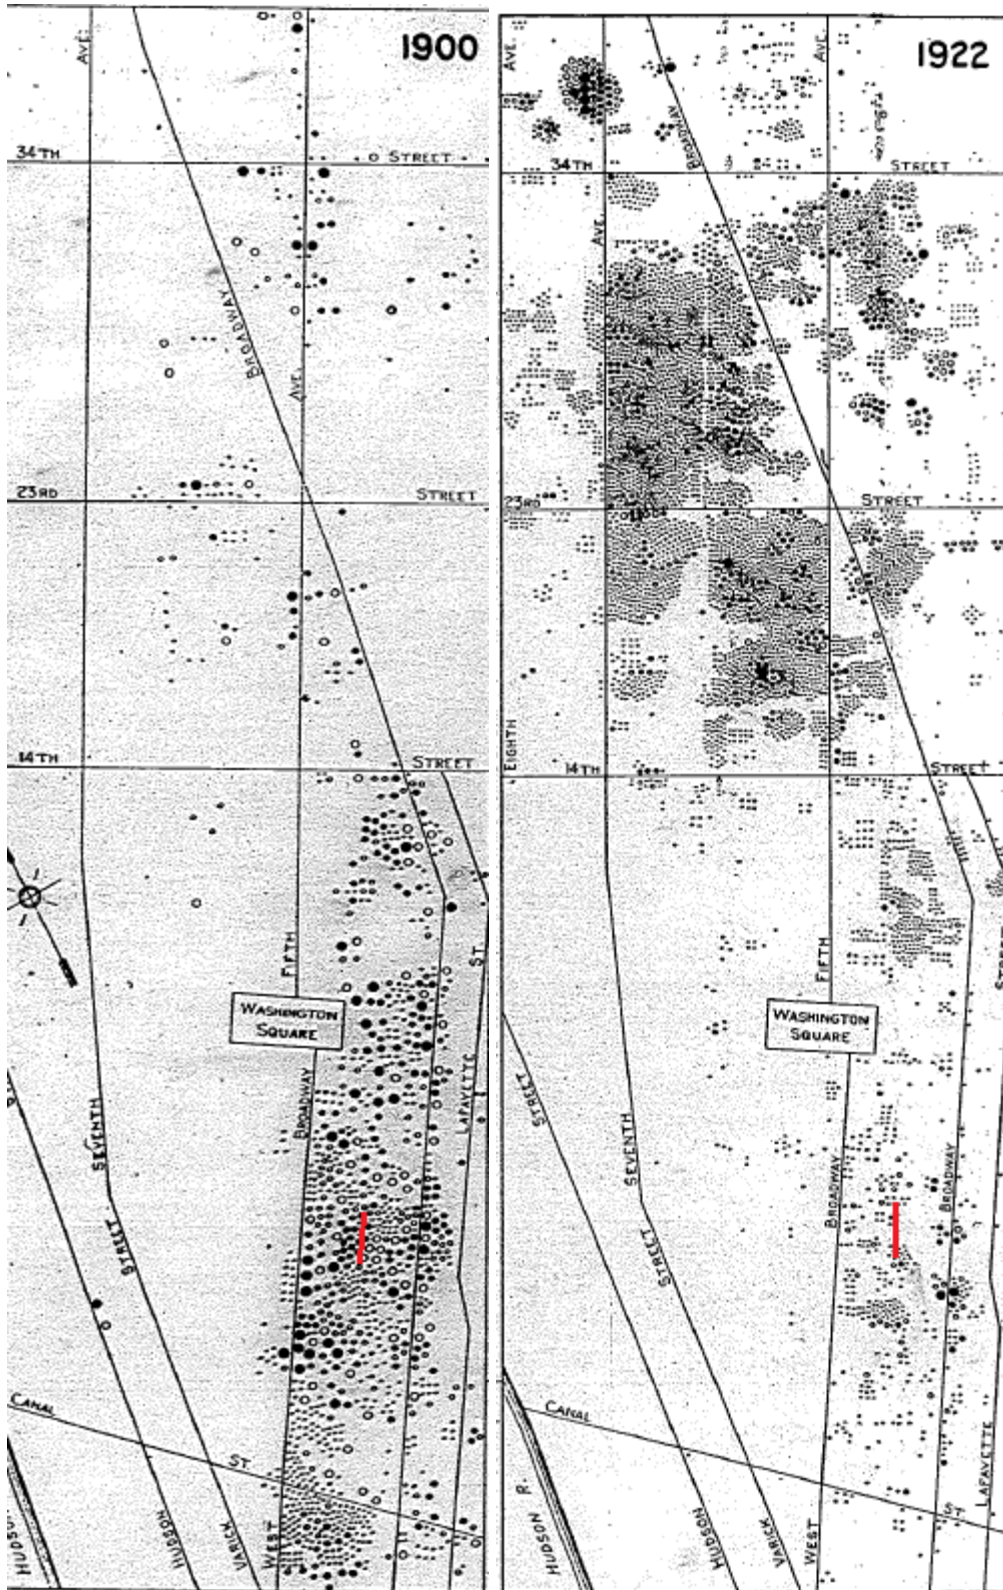 1900
AVE.
34TH
STREET
BROADWAY
AVE.
23RD
STREET
14TH
STREET
FIFTH
ST
WASHINGTON
SQUARE
LAFAYETTE
BROADWAY
SEVENTH
STREET
CANAL
ST.
HUDSON
VARICK
WEST
1922
AVE.
AVE.
BROADWAY
34TH
STREET
AVE.
23RD
STREET
EIGHTH
14TH
STREET
FIFTH
STREET
WASHINGTON
SQUARE
STREET
SEVENTH
BROADWAY
BROADWAY
STREET
CANAL
LAFAYETTE
HUDSON R.
HUDSON
VARICK
WEST
ST.